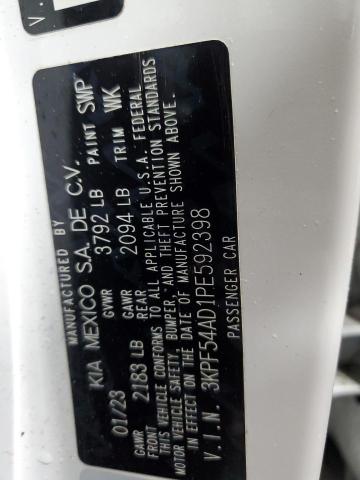 V.
MANUFACTURED BY
KIA MEXICO S.A. DE C.V.
01/23 GVWR 3792 LB PAINT SWP
GAWR FRONT 2183 LB GAWR REAR 2094 LB TRIM WK
THIS VEHICLE CONFORMS TO ALL APPLICABLE U.S.A. FEDERAL
MOTOR VEHICLE SAFETY, BUMPER, AND THEFT PREVENTION STANDARDS
IN EFFECT ON THE DATE OF MANUFACTURE SHOWN ABOVE.
V.I.N. 3KPF54AD1PE592398
PASSENGER CAR